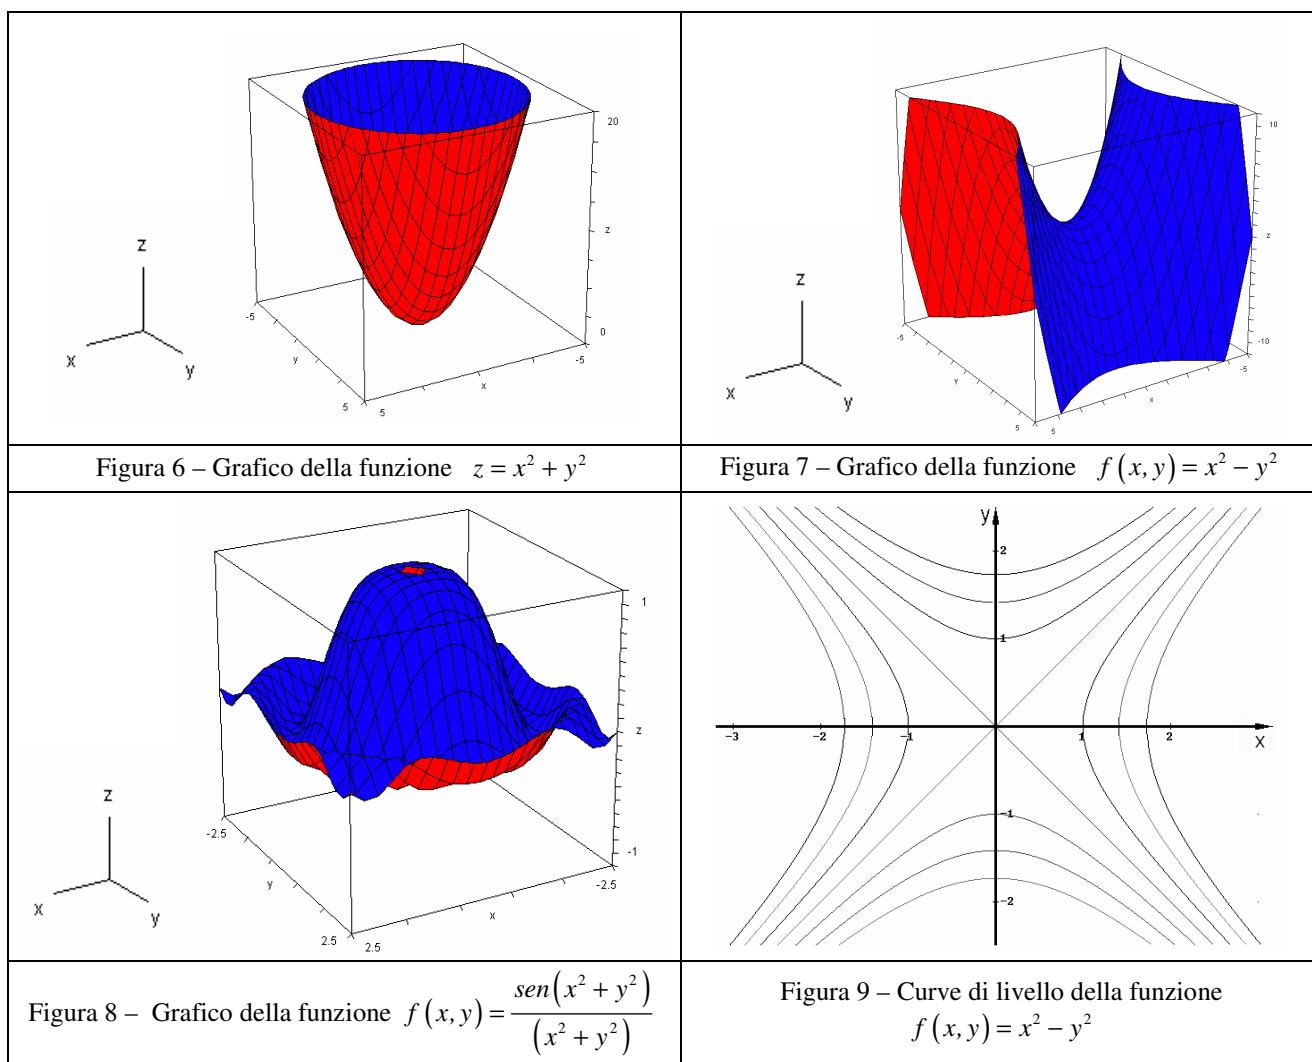 20
z
0
-5
y
5
5
x
-5
z
x
y
10
z
-10
-5
y
5
5
x
-5
z
x
y
Figura 6 – Grafico della funzione z = x² + y²
Figura 7 – Grafico della funzione f(x, y) = x² − y²
1
z
-1
-2.5
y
2.5
2.5
x
-2.5
z
x
y
y
2
1
-3 -2 -1 1 2 x
-1
-2
Figura 8 – Grafico della funzione f(x, y) = sen(x² + y²) / (x² + y²)
Figura 9 – Curve di livello della funzione
f(x, y) = x² − y²